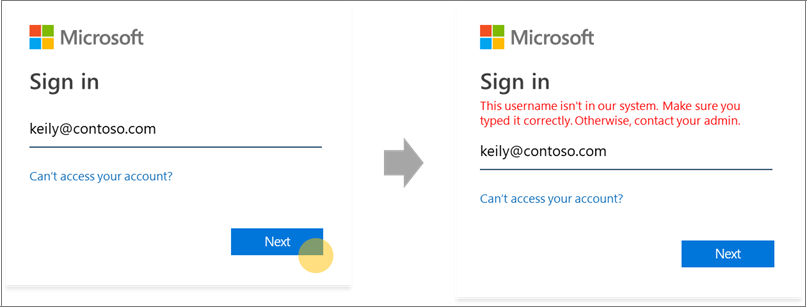 Microsoft
Sign in
keily@contoso.com
Can't access your account?
Next
Microsoft
Sign in
This username isn't in our system. Make sure you
typed it correctly. Otherwise, contact your admin.
keily@contoso.com
Can't access your account?
Next